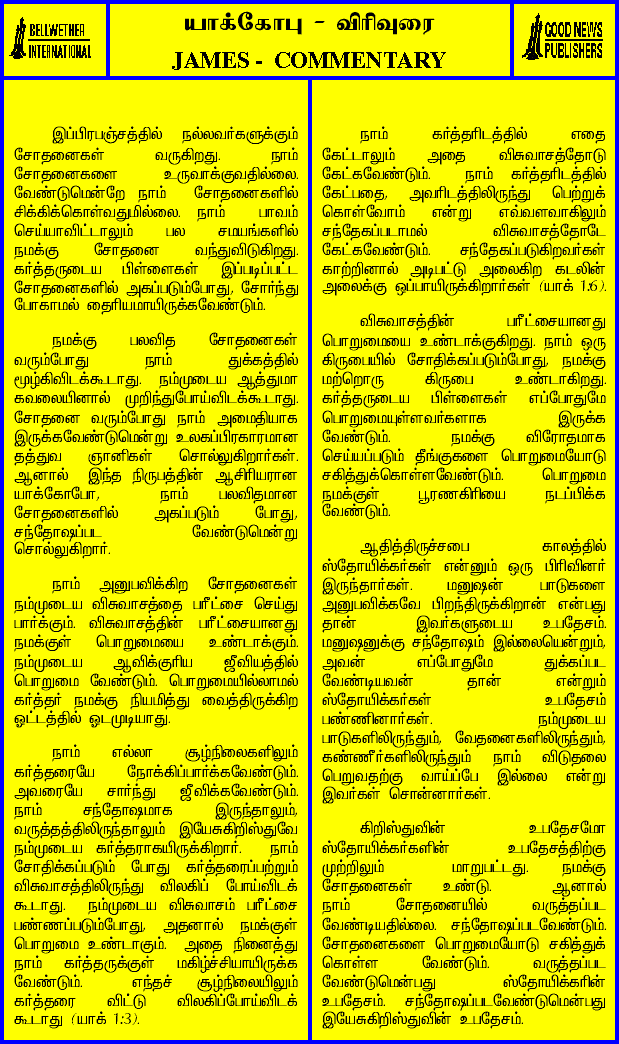 BELLWETHER
INTERNATIONAL
யாக்கோபு - விரிவுரை
JAMES - COMMENTARY
GOOD NEWS
PUBLISHERS
இப்பிரபஞ்சத்தில் நல்லவர்களுக்கும்
சோதனைகள் வருகிறது. நாம்
சோதனைகளை உருவாக்குவதில்லை.
வேண்டுமென்றே நாம் சோதனைகளில்
சிக்கிக்கொள்வதுமில்லை. நாம் பாவம்
செய்யாவிட்டாலும் பல சமயங்களில்
நமக்கு சோதனை வந்துவிடுகிறது.
கர்த்தருடைய பிள்ளைகள் இப்படிப்பட்ட
சோதனைகளில் அகப்படும்போது, சோர்ந்து
போகாமல் தைரியமாயிருக்கவேண்டும்.
நமக்கு பலவித சோதனைகள்
வரும்போது நாம் துக்கத்தில்
மூழ்கிவிடக்கூடாது. நம்முடைய ஆத்துமா
கவலையினால் முறிந்துபோய்விடக்கூடாது.
சோதனை வரும்போது நாம் அமைதியாக
இருக்கவேண்டுமென்று உலகப்பிரகாரமான
தத்துவ ஞானிகள் சொல்லுகிறார்கள்.
ஆனால் இந்த நிருபத்தின் ஆசிரியரான
யாக்கோபோ, நாம் பலவிதமான
சோதனைகளில் அகப்படும் போது,
சந்தோஷப்பட வேண்டுமென்று
சொல்லுகிறார்.
நாம் அனுபவிக்கிற சோதனைகள்
நம்முடைய விசுவாசத்தை பரீட்சை செய்து
பார்க்கும். விசுவாசத்தின் பரீட்சையானது
நமக்குள் பொறுமையை உண்டாக்கும்.
நம்முடைய ஆவிக்குரிய ஜீவியத்தில்
பொறுமை வேண்டும். பொறுமையில்லாமல்
கர்த்தர் நமக்கு நியமித்து வைத்திருக்கிற
ஓட்டத்தில் ஓடமுடியாது.
நாம் எல்லா சூழ்நிலைகளிலும்
கர்த்தரையே நோக்கிப்பார்க்கவேண்டும்.
அவரையே சார்ந்து ஜீவிக்கவேண்டும்.
நாம் சந்தோஷமாக இருந்தாலும்,
வருத்தத்திலிருந்தாலும் இயேசுகிறிஸ்துவே
நம்முடைய கர்த்தராகயிருக்கிறார். நாம்
சோதிக்கப்படும் போது கர்த்தரைப்பற்றும்
விசுவாசத்திலிருந்து விலகிப் போய்விடக்
கூடாது. நம்முடைய விசுவாசம் பரீட்சை
பண்ணப்படும்போது, அதனால் நமக்குள்
பொறுமை உண்டாகும். அதை நினைத்து
நாம் கர்த்தருக்குள் மகிழ்ச்சியாயிருக்க
வேண்டும். எந்தச் சூழ்நிலையிலும்
கர்த்தரை விட்டு விலகிப்போய்விடக்
கூடாது (யாக் 1:3).
நாம் கர்த்தரிடத்தில் எதை
கேட்டாலும் அதை விசுவாசத்தோடு
கேட்கவேண்டும். நாம் கர்த்தரிடத்தில்
கேட்பதை, அவரிடத்திலிருந்து பெற்றுக்
கொள்வோம் என்று எவ்வளவாகிலும்
சந்தேகப்படாமல் விசுவாசத்தோடே
கேட்கவேண்டும். சந்தேகப்படுகிறவர்கள்
காற்றினால் அடிபட்டு அலைகிற கடலின்
அலைக்கு ஒப்பாயிருக்கிறார்கள் (யாக் 1:6).
விசுவாசத்தின் பரீட்சையானது
பொறுமையை உண்டாக்குகிறது. நாம் ஒரு
கிருபையில் சோதிக்கப்படும்போது, நமக்கு
மற்றொரு கிருபை உண்டாகிறது.
கர்த்தருடைய பிள்ளைகள் எப்போதுமே
பொறுமையுள்ளவர்களாக இருக்க
வேண்டும். நமக்கு விரோதமாக
செய்யப்படும் தீங்குகளை பொறுமையோடு
சகித்துக்கொள்ளவேண்டும். பொறுமை
நமக்குள் பூரணகிரியை நடப்பிக்க
வேண்டும்.
ஆதித்திருச்சபை காலத்தில்
ஸ்தோயிக்கர்கள் என்னும் ஒரு பிரிவினர்
இருந்தார்கள். மனுஷன் பாடுகளை
அனுபவிக்கவே பிறந்திருக்கிறான் என்பது
தான் இவர்களுடைய உபதேசம்.
மனுஷனுக்கு சந்தோஷம் இல்லையென்றும்,
அவன் எப்போதுமே துக்கப்பட
வேண்டியவன் தான் என்றும்
ஸ்தோயிக்கர்கள் உபதேசம்
பண்ணினார்கள். நம்முடைய
பாடுகளிலிருந்தும், வேதனைகளிலிருந்தும்,
கண்ணீர்களிலிருந்தும் நாம் விடுதலை
பெறுவதற்கு வாய்ப்பே இல்லை என்று
இவர்கள் சொன்னார்கள்.
கிறிஸ்துவின் உபதேசமோ
ஸ்தோயிக்கர்களின் உபதேசத்திற்கு
முற்றிலும் மாறுபட்டது. நமக்கு
சோதனைகள் உண்டு. ஆனால்
நாம் சோதனையில் வருத்தப்பட
வேண்டியதில்லை. சந்தோஷப்படவேண்டும்.
சோதனைகளை பொறுமையோடு சகித்துக்
கொள்ள வேண்டும். வருத்தப்பட
வேண்டுமென்பது ஸ்தோயிக்கரின்
உபதேசம். சந்தோஷப்படவேண்டுமென்பது
இயேசுகிறிஸ்துவின் உபதேசம்.